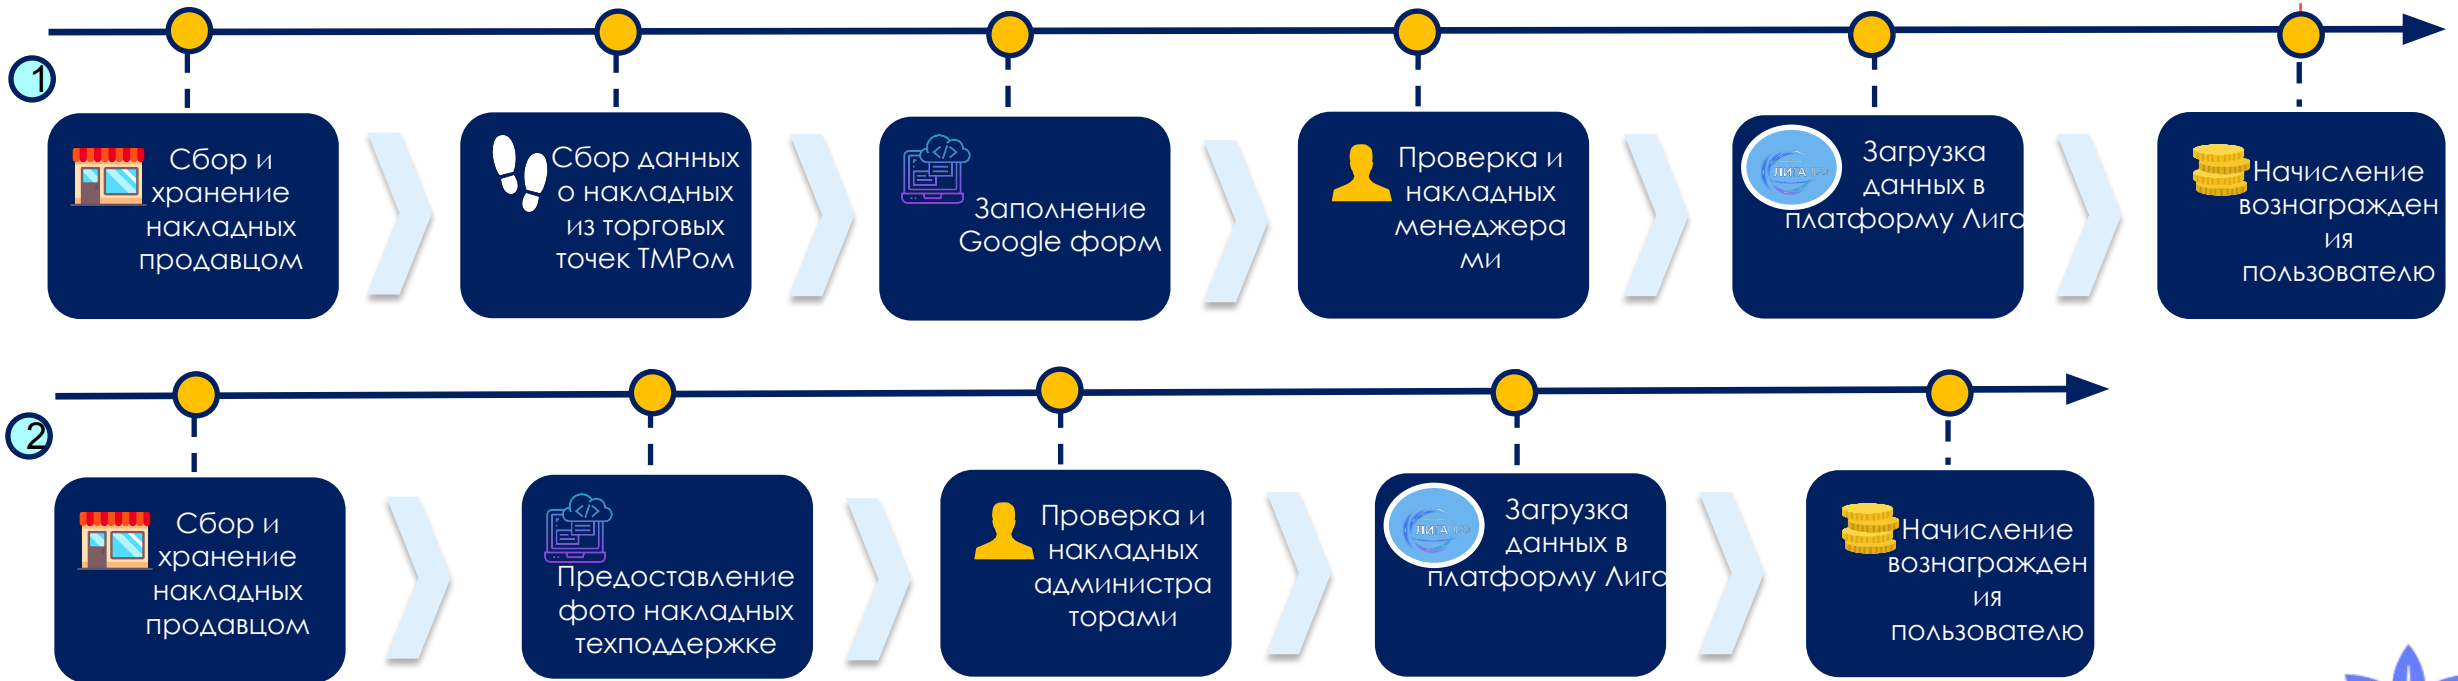 1
Сбор и
хранение
накладных
продавцом
Сбор данных
о накладных
из торговых
точек ТМРом
Заполнение
Google форм
Проверка и
накладных
менеджера
ми
ЛИГА
Загрузка
данных в
платформу Лига
Начисление
вознагражден
ия
пользователю
2
Сбор и
хранение
накладных
продавцом
Предоставление
фото накладных
техподдержке
Проверка и
накладных
администра
торами
ЛИГА
Загрузка
данных в
платформу Лига
Начисление
вознагражден
ия
пользователю